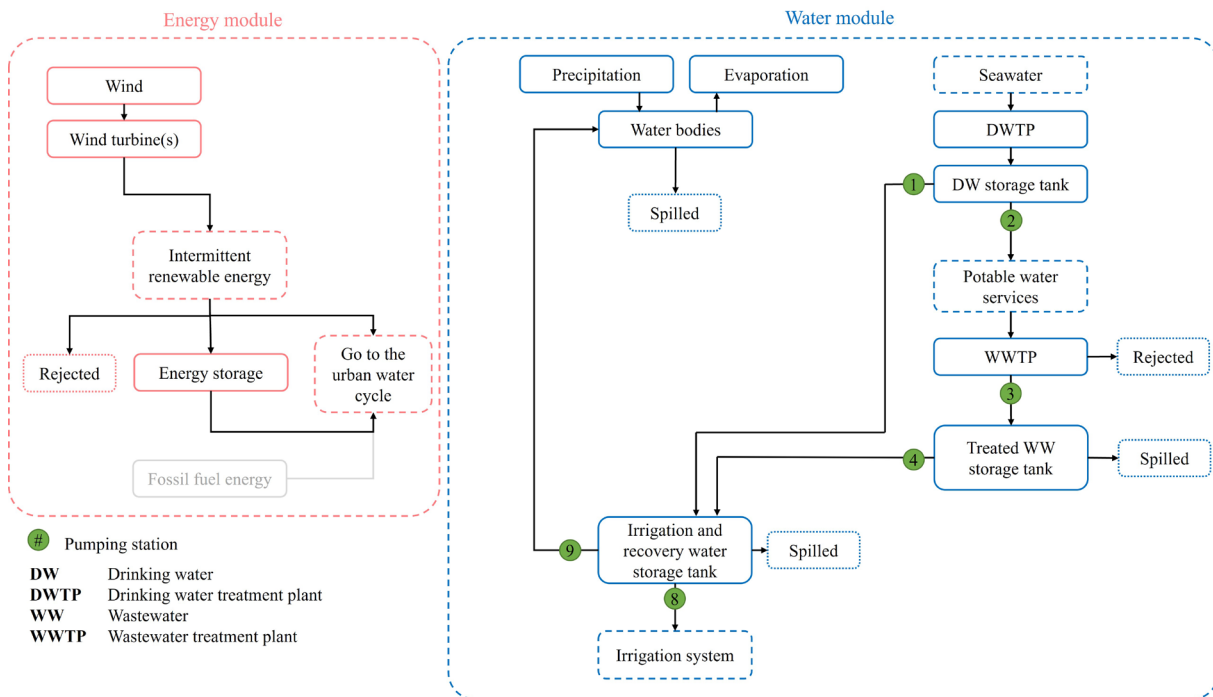 Energy module
Wind
Wind turbine(s)
Intermittent
renewable energy
Rejected
Energy storage
Go to the
urban water
cycle
Fossil fuel energy
# Pumping station
DW Drinking water
DWTP Drinking water treatment plant
WW Wastewater
WWTP Wastewater treatment plant
Water module
Precipitation
Evaporation
Water bodies
Spilled
Seawater
DWTP
1
DW storage tank
2
Potable water
services
WWTP
Rejected
3
4
Treated WW
storage tank
Spilled
9
Irrigation and
recovery water
storage tank
Spilled
8
Irrigation system